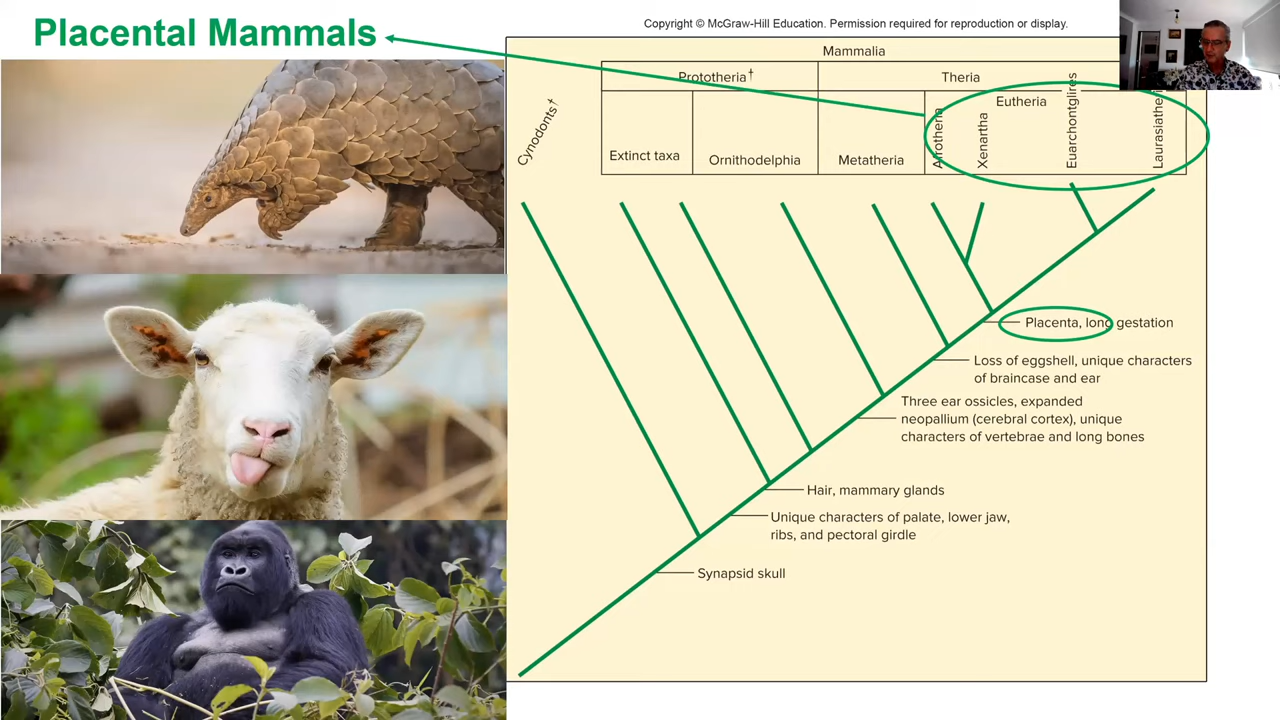 Placental Mammals
Copyright © McGraw-Hill Education. Permission required for reproduction or display.
Mammalia
Prototheria†
Theria
Cynodonts†
Extinct taxa
Ornithodelphia
Metatheria
Eutheria
Afrotheria
Xenartha
Euarchontglires
Placenta, long gestation
Loss of eggshell, unique characters
of braincase and ear
Three ear ossicles, expanded
neopallium (cerebral cortex), unique
characters of vertebrae and long bones
Hair, mammary glands
Unique characters of palate, lower jaw,
ribs, and pectoral girdle
Synapsid skull